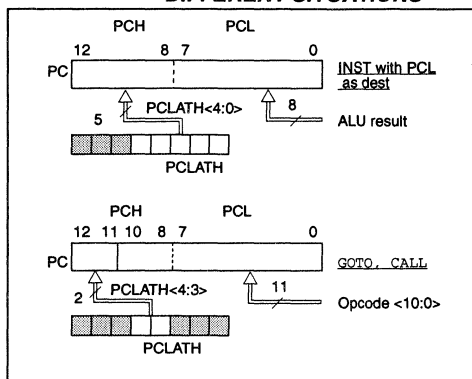 DIFFERENT SITUATIONS
PCH PCL
12 8 7 0
PC
INST with PCL
as dest
PCLATH<4:0>
5
8
ALU result
PCLATH
PCH PCL
12 11 10 8 7 0
PC
GOTO, CALL
PCLATH<4:3>
2
11
Opcode <10:0>
PCLATH